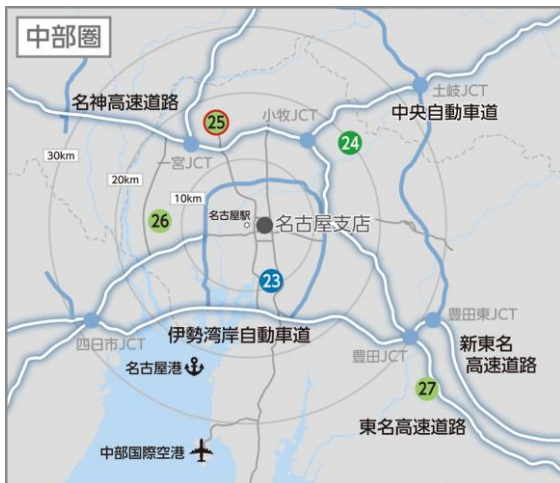 中部圏
名神高速道路
25
小牧JCT
土岐JCT
中央自動車道
24
一宮JCT
30km
20km
10km
26
名古屋駅
名古屋支店
23
伊勢湾岸自動車道
四日市JCT
豊田東JCT
豊田JCT
新東名
高速道路
名古屋港
27
東名高速道路
中部国際空港